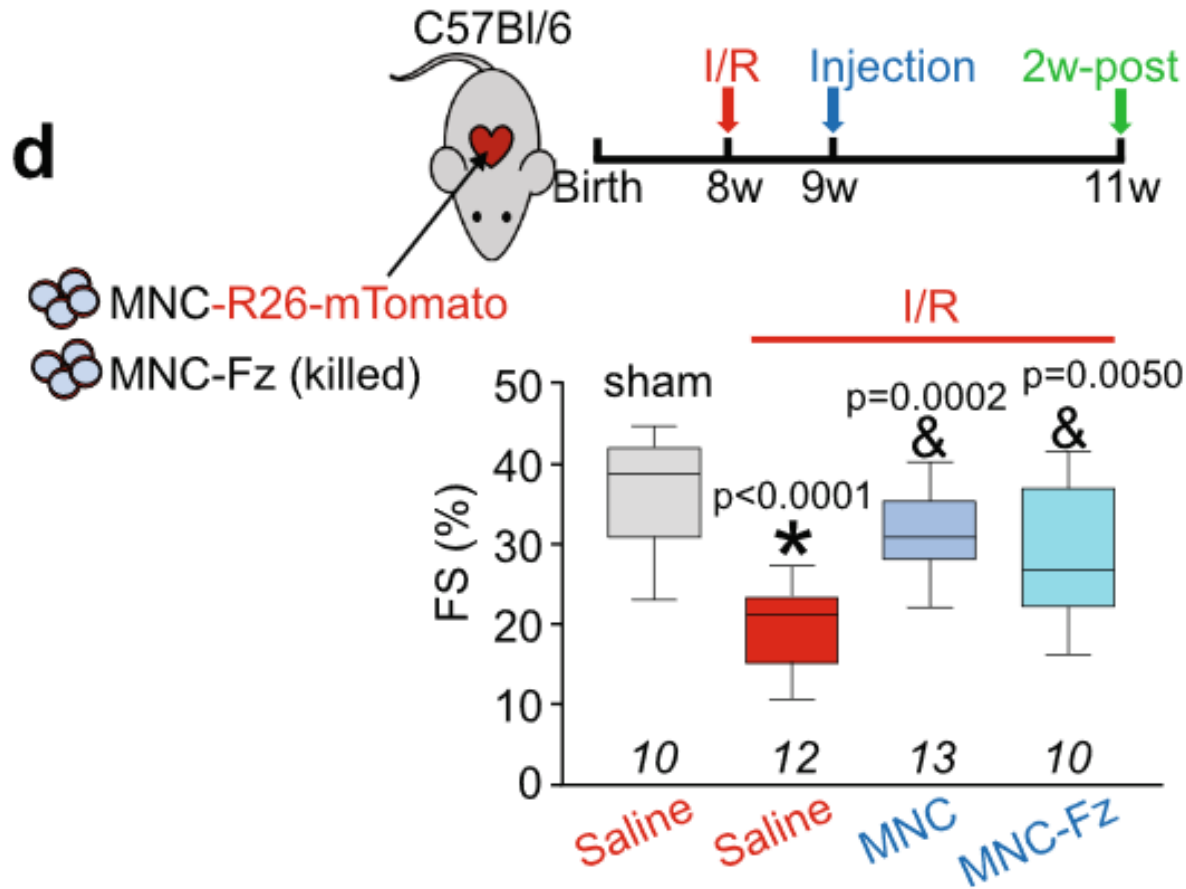 d
C57Bl/6
I/R Injection 2w-post
Birth 8w 9w 11w
MNC-R26-mTomato
MNC-Fz (killed)
I/R
sham p<0.0001 p=0.0002 p=0.0050
* & &
FS (%)
50
40
30
20
10
0
10 12 13 10
Saline Saline MNC MNC-Fz